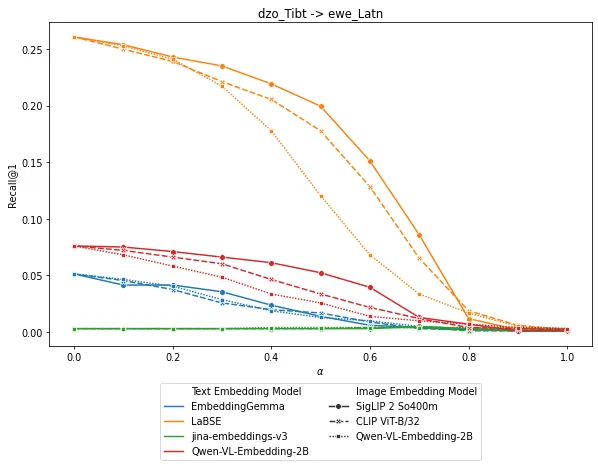 dzo_Tibt -> ewe_Latn
Recall@1
0.25
0.20
0.15
0.10
0.05
0.00
0.0 0.2 0.4 0.6 0.8 1.0
α
Text Embedding Model Image Embedding Model
EmbeddingGemma SigLIP 2 So400m
LaBSE CLIP ViT-B/32
jina-embeddings-v3 Qwen-VL-Embedding-2B
Qwen-VL-Embedding-2B